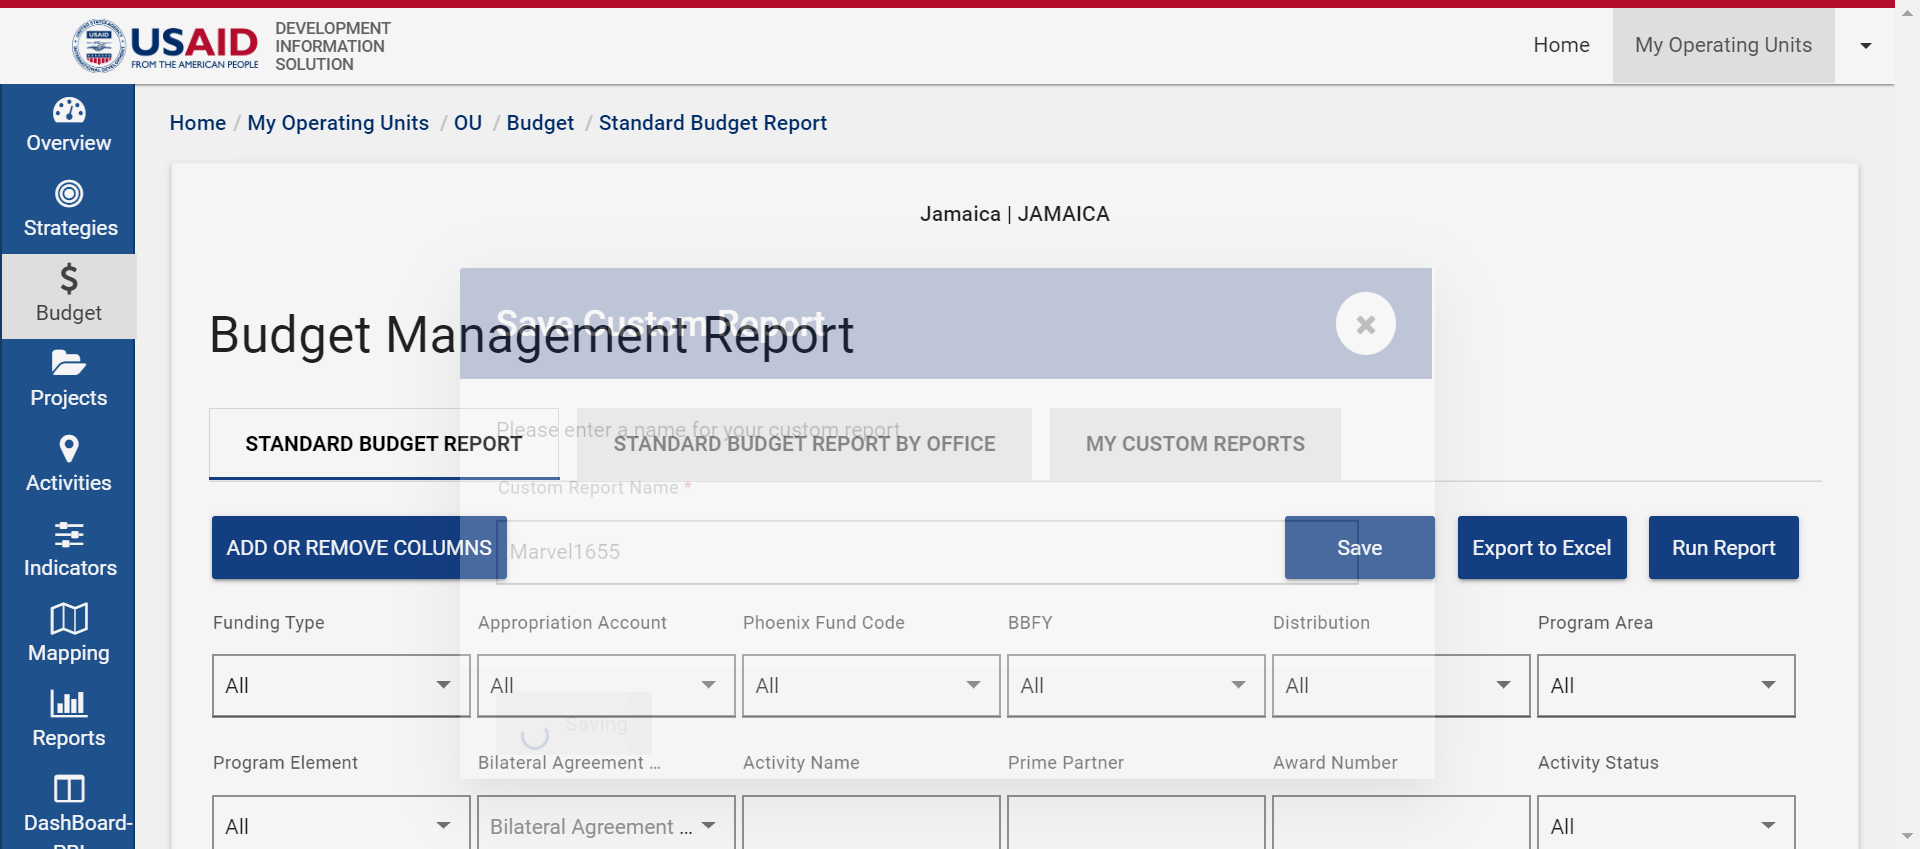 USAID
FROM THE AMERICAN PEOPLE
DEVELOPMENT
INFORMATION
SOLUTION
Home
My Operating Units
Overview
Strategies
Budget
Projects
Activities
Indicators
Mapping
Reports
DashBoard-
Home / My Operating Units / OU / Budget / Standard Budget Report
Jamaica | JAMAICA
Save Custom Report
Budget Management Report
Please enter a name for your custom report
STANDARD BUDGET REPORT
STANDARD BUDGET REPORT BY OFFICE
MY CUSTOM REPORTS
Custom Report Name *
ADD OR REMOVE COLUMNS
Marvel1655
Save
Export to Excel
Run Report
Funding Type
Appropriation Account
Phoenix Fund Code
BBFY
Distribution
Program Area
All
All
All
All
All
All
Saving
Program Element
Bilateral Agreement ...
Activity Name
Prime Partner
Award Number
Activity Status
All
Bilateral Agreement ...
All